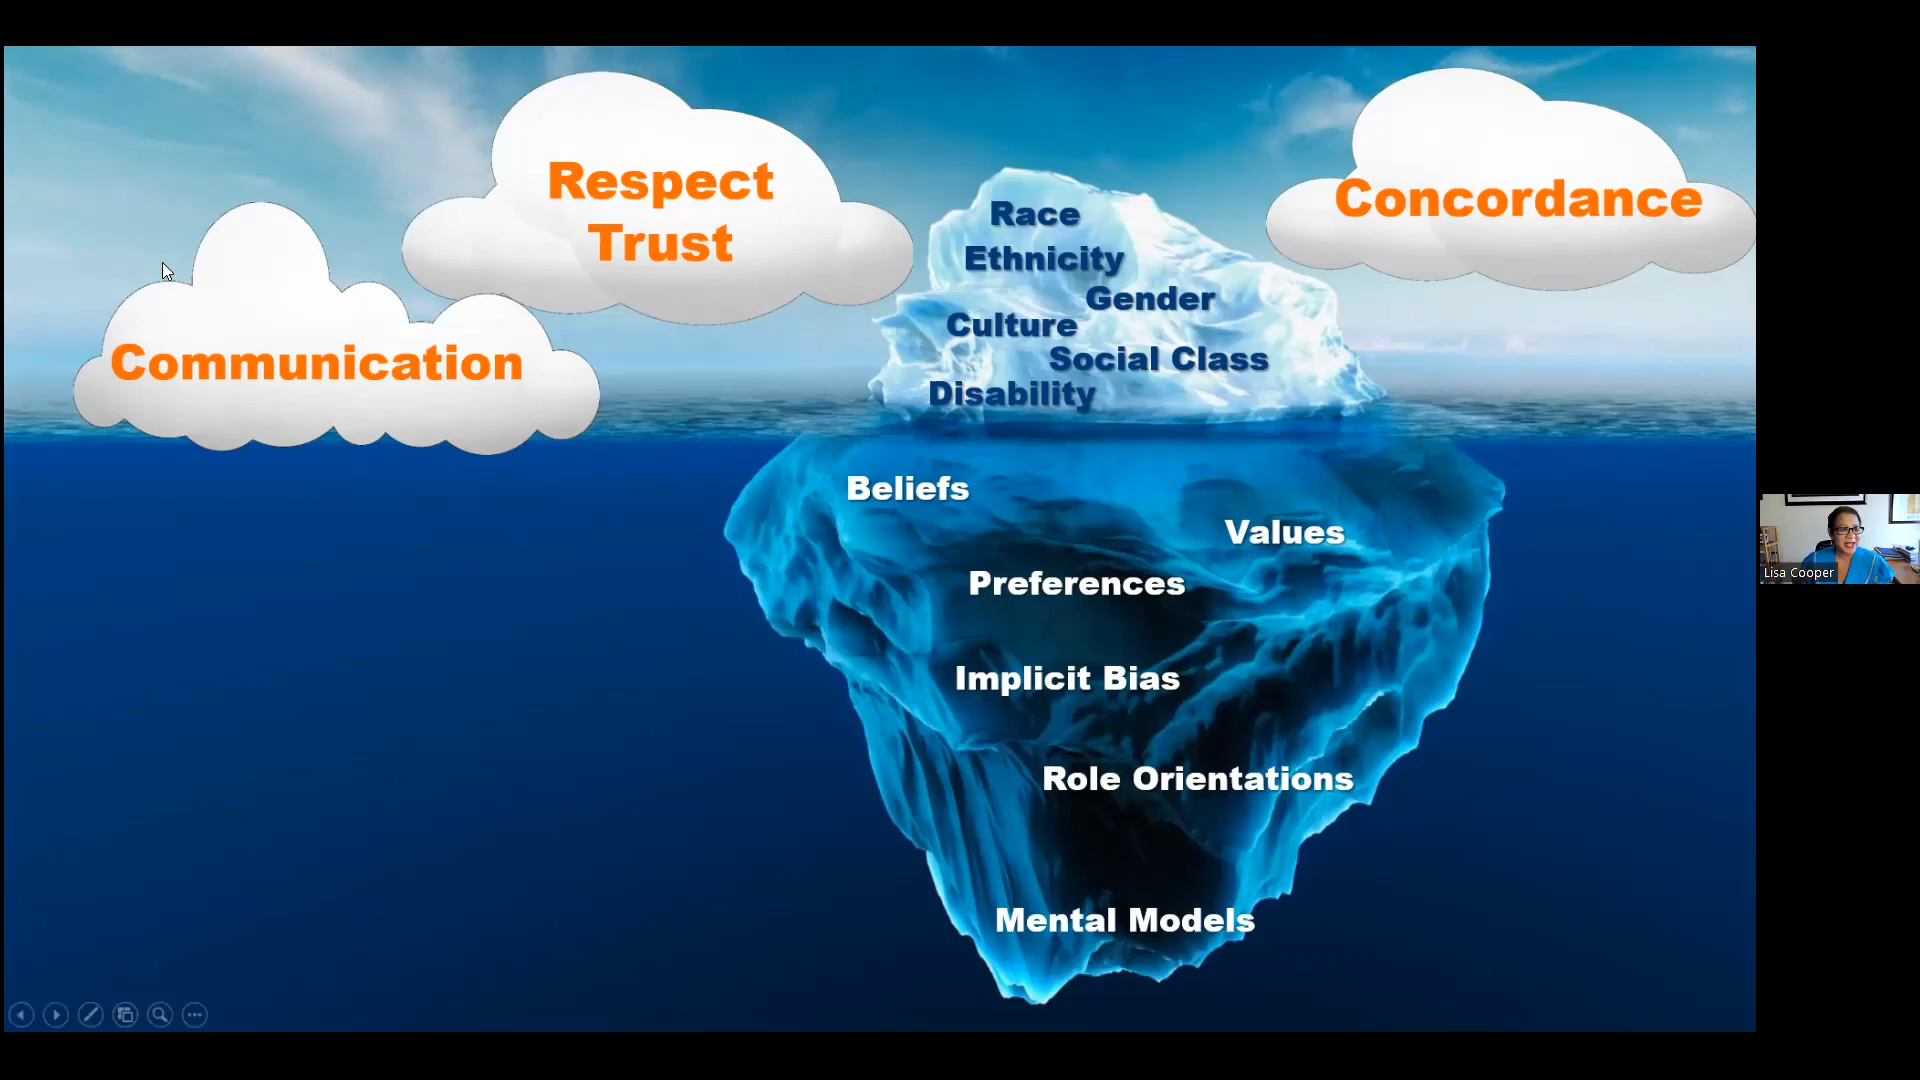 Communication
Respect
Trust
Race
Ethnicity
Gender
Culture
Social Class
Disability
Concordance
Beliefs
Values
Preferences
Implicit Bias
Role Orientations
Mental Models
Lisa Cooper